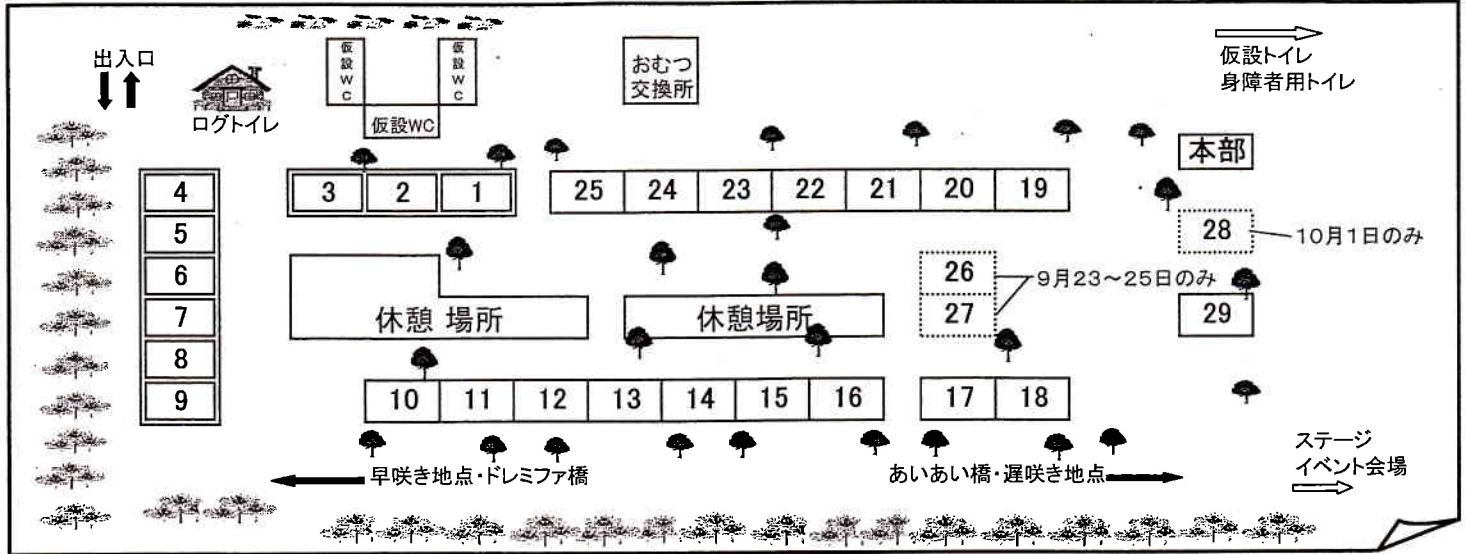 出入口
ログトイレ
仮設WC
仮設WC
仮設WC
おむつ
交換所
仮設トイレ
身障者用トイレ
本部
4
5
6
7
8
9
3 2 1
25 24 23 22 21 20 19
28
10月1日のみ
26
27
9月23～25日のみ
29
休憩 場所
休憩場所
10 11 12 13 14 15 16
17 18
早咲き地点・ドレミファ橋
あいあい橋・遅咲き地点
ステージ
イベント会場